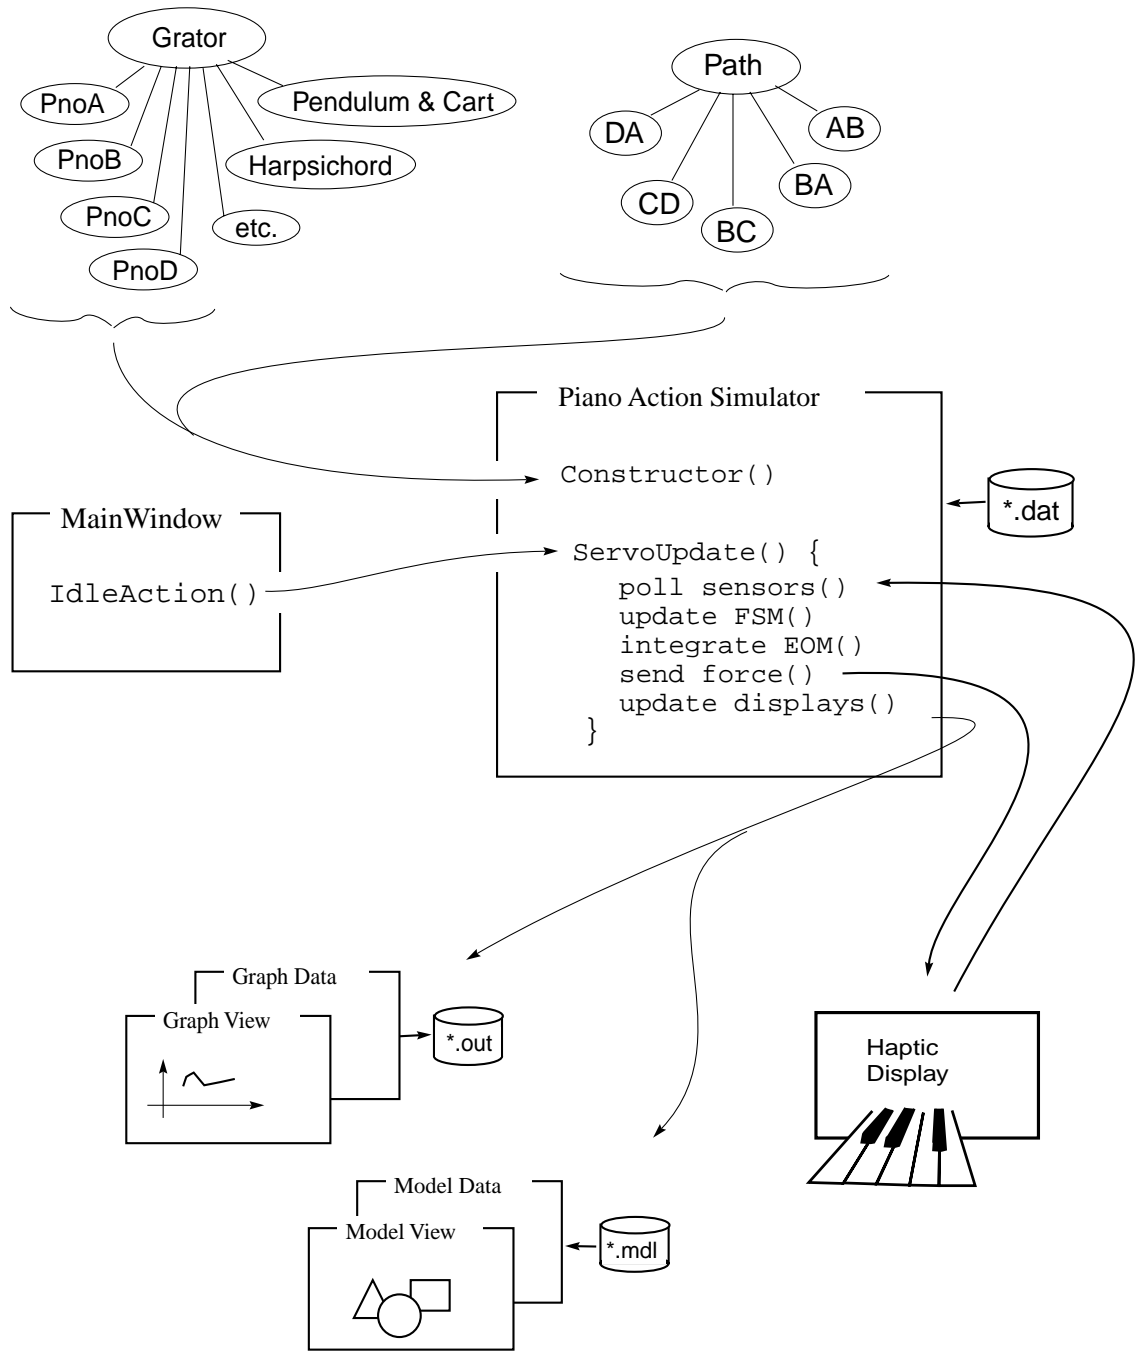 Grator
PnoA
Pendulum & Cart
PnoB
Harpsichord
PnoC
etc.
PnoD
Path
DA
AB
CD
BA
BC
Piano Action Simulator
Constructor()
*.dat
MainWindow
IdleAction()
ServoUpdate() {
poll sensors()
update FSM()
integrate EOM()
send force()
update displays()
}
Graph Data
Graph View
*.out
Haptic
Display
Model Data
Model View
*.mdl